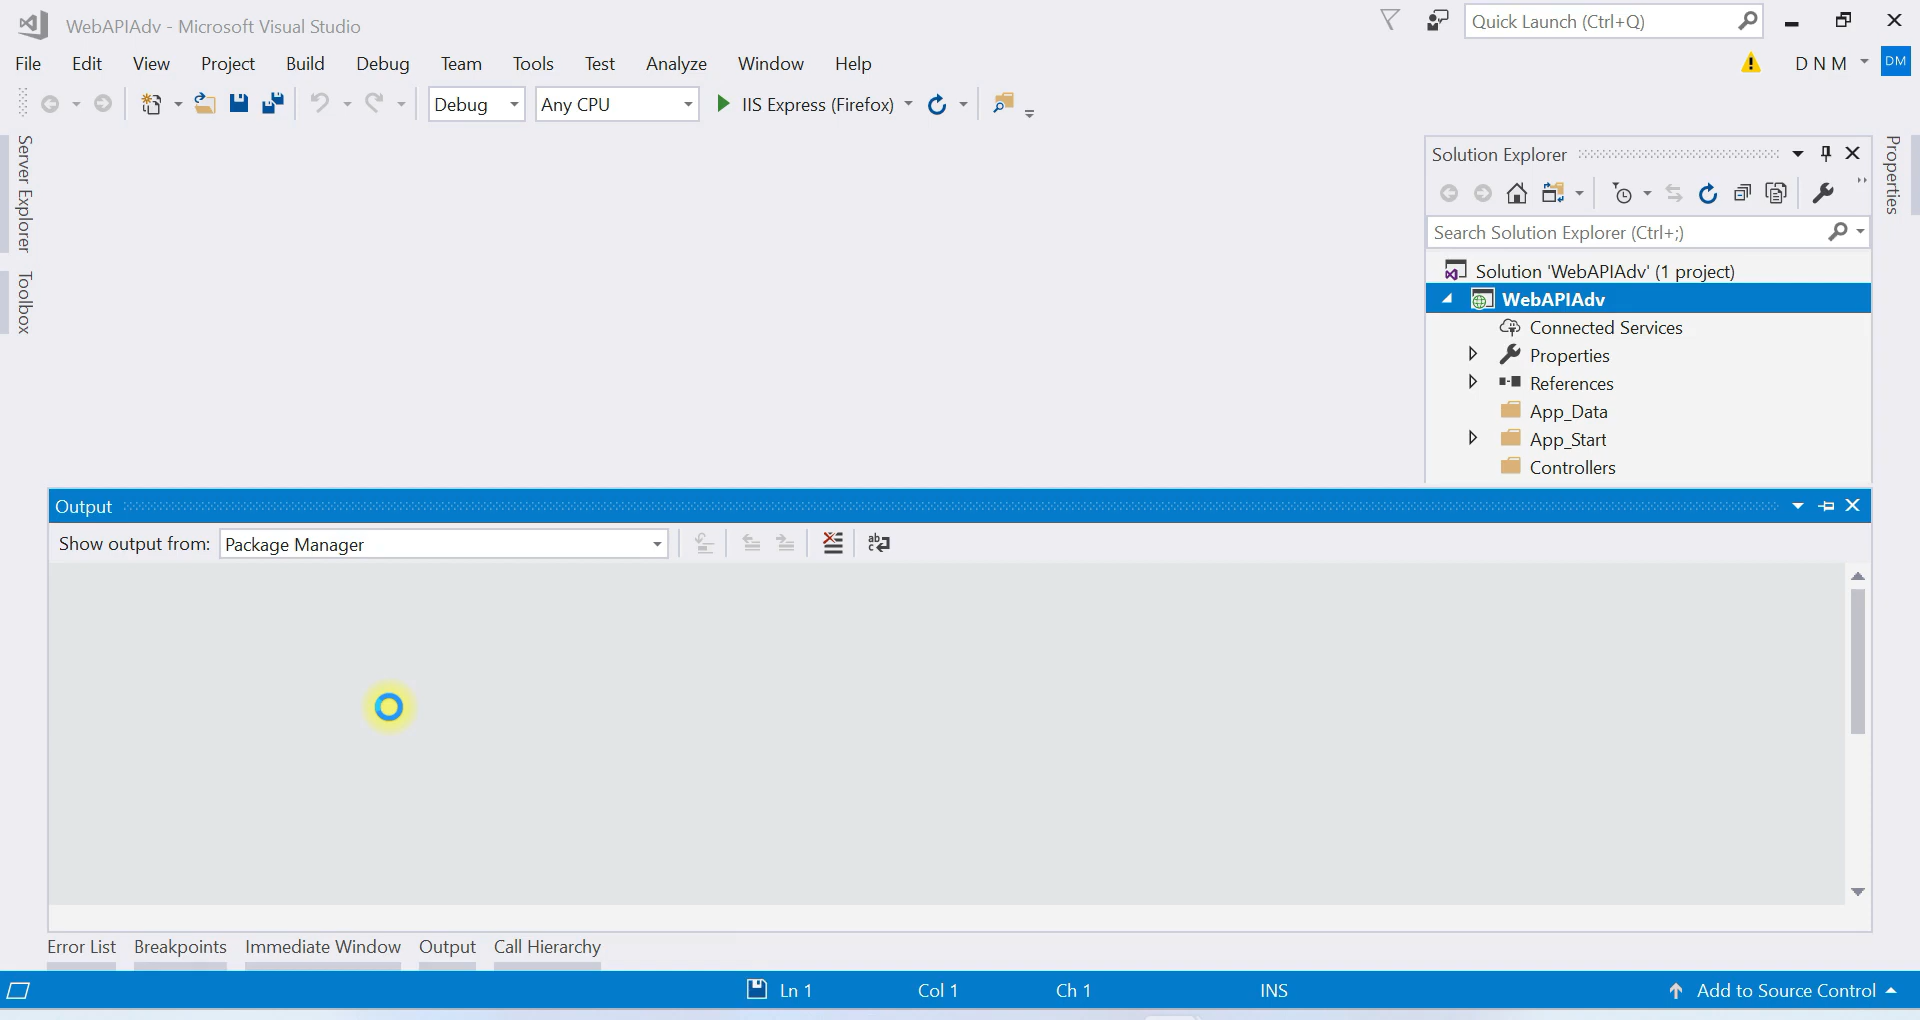 WebAPIAdv - Microsoft Visual Studio
Quick Launch (Ctrl+Q)
File Edit View Project Build Debug Team Tools Test Analyze Window Help
D N M
DM
Debug
Any CPU
IIS Express (Firefox)
Server Explorer
Toolbox
Solution Explorer
Properties
Search Solution Explorer (Ctrl+;)
Solution 'WebAPIAdv' (1 project)
WebAPIAdv
Connected Services
Properties
References
App_Data
App_Start
Controllers
Output
Show output from: Package Manager
Error List Breakpoints Immediate Window Output Call Hierarchy
Ln 1 Col 1 Ch 1 INS Add to Source Control